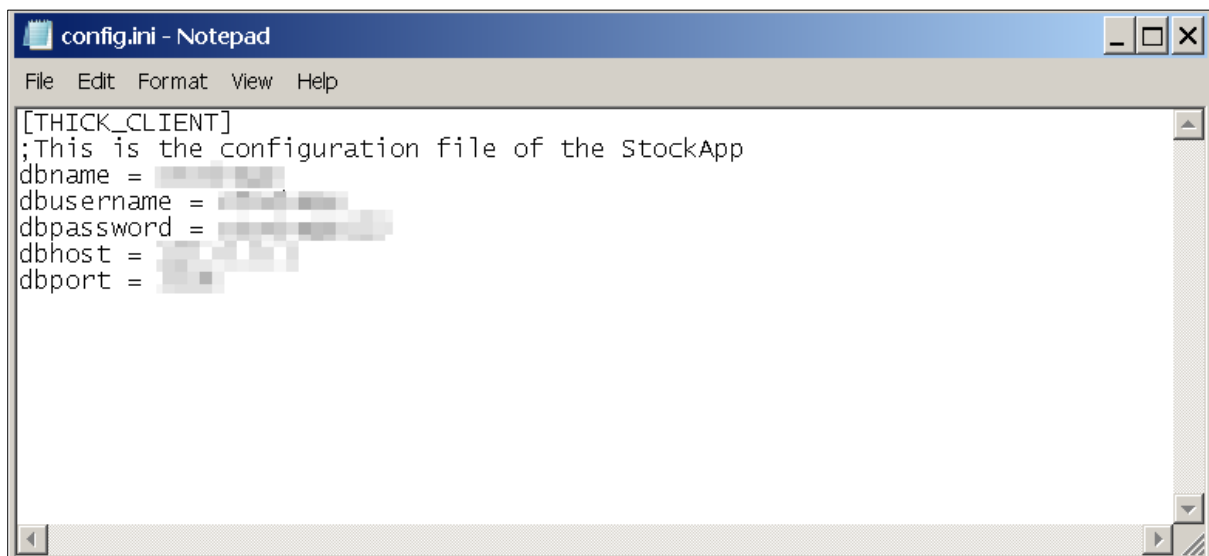 config.ini - Notepad
File Edit Format View Help
[THICK_CLIENT]
;This is the configuration file of the StockApp
dbname =
dbusername =
dbpassword =
dbhost =
dbport =